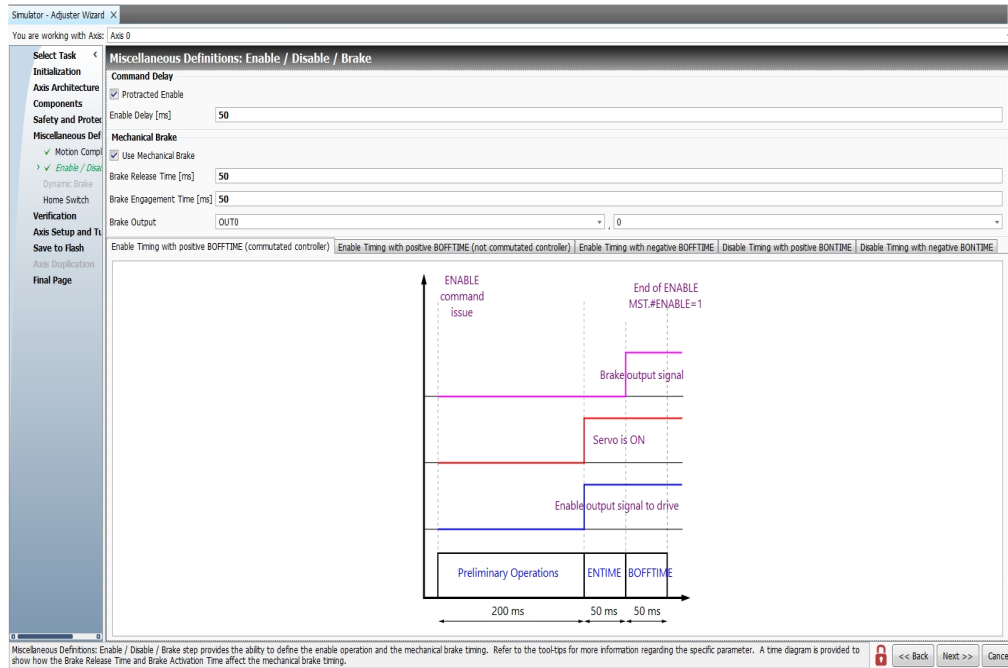 Simulator - Adjuster Wizard X
You are working with Axis: Axis 0
Select Task
Initialization
Axis Architecture
Components
Safety and Protec
Miscellaneous Def
Motion Compl
Enable / Disab
Dynamic Brake
Home Switch
Verification
Axis Setup and Tu
Save to Flash
Axis Duplication
Final Page
0 0
Miscellaneous Definitions: Enable / Disable / Brake
Command Delay
Protracted Enable
Enable Delay [ms] 50
Mechanical Brake
Use Mechanical Brake
Brake Release Time [ms] 50
Brake Engagement Time [ms] 50
Brake Output OUT0 . 0
Enable Timing with positive BOFFTIME (commutated controller) Enable Timing with positive BOFFTIME (not commutated controller) Enable Timing with negative BOFFTIME Disable Timing with positive BONTIME Disable Timing with negative BONTIME
ENABLE
command
issue
End of ENABLE
MST.#ENABLE=1
Brake output signal
Servo is ON
Enable output signal to drive
Preliminary Operations ENTIME BOFFTIME
200 ms 50 ms 50 ms
Miscellaneous Definitions: Enable / Disable / Brake step provides the ability to define the enable operation and the mechanical brake timing. Refer to the tool-tips for more information regarding the specific parameter. A time diagram is provided to
show how the Brake Release Time and Brake Activation Time affect the mechanical brake timing.
<< Back Next >> Cance